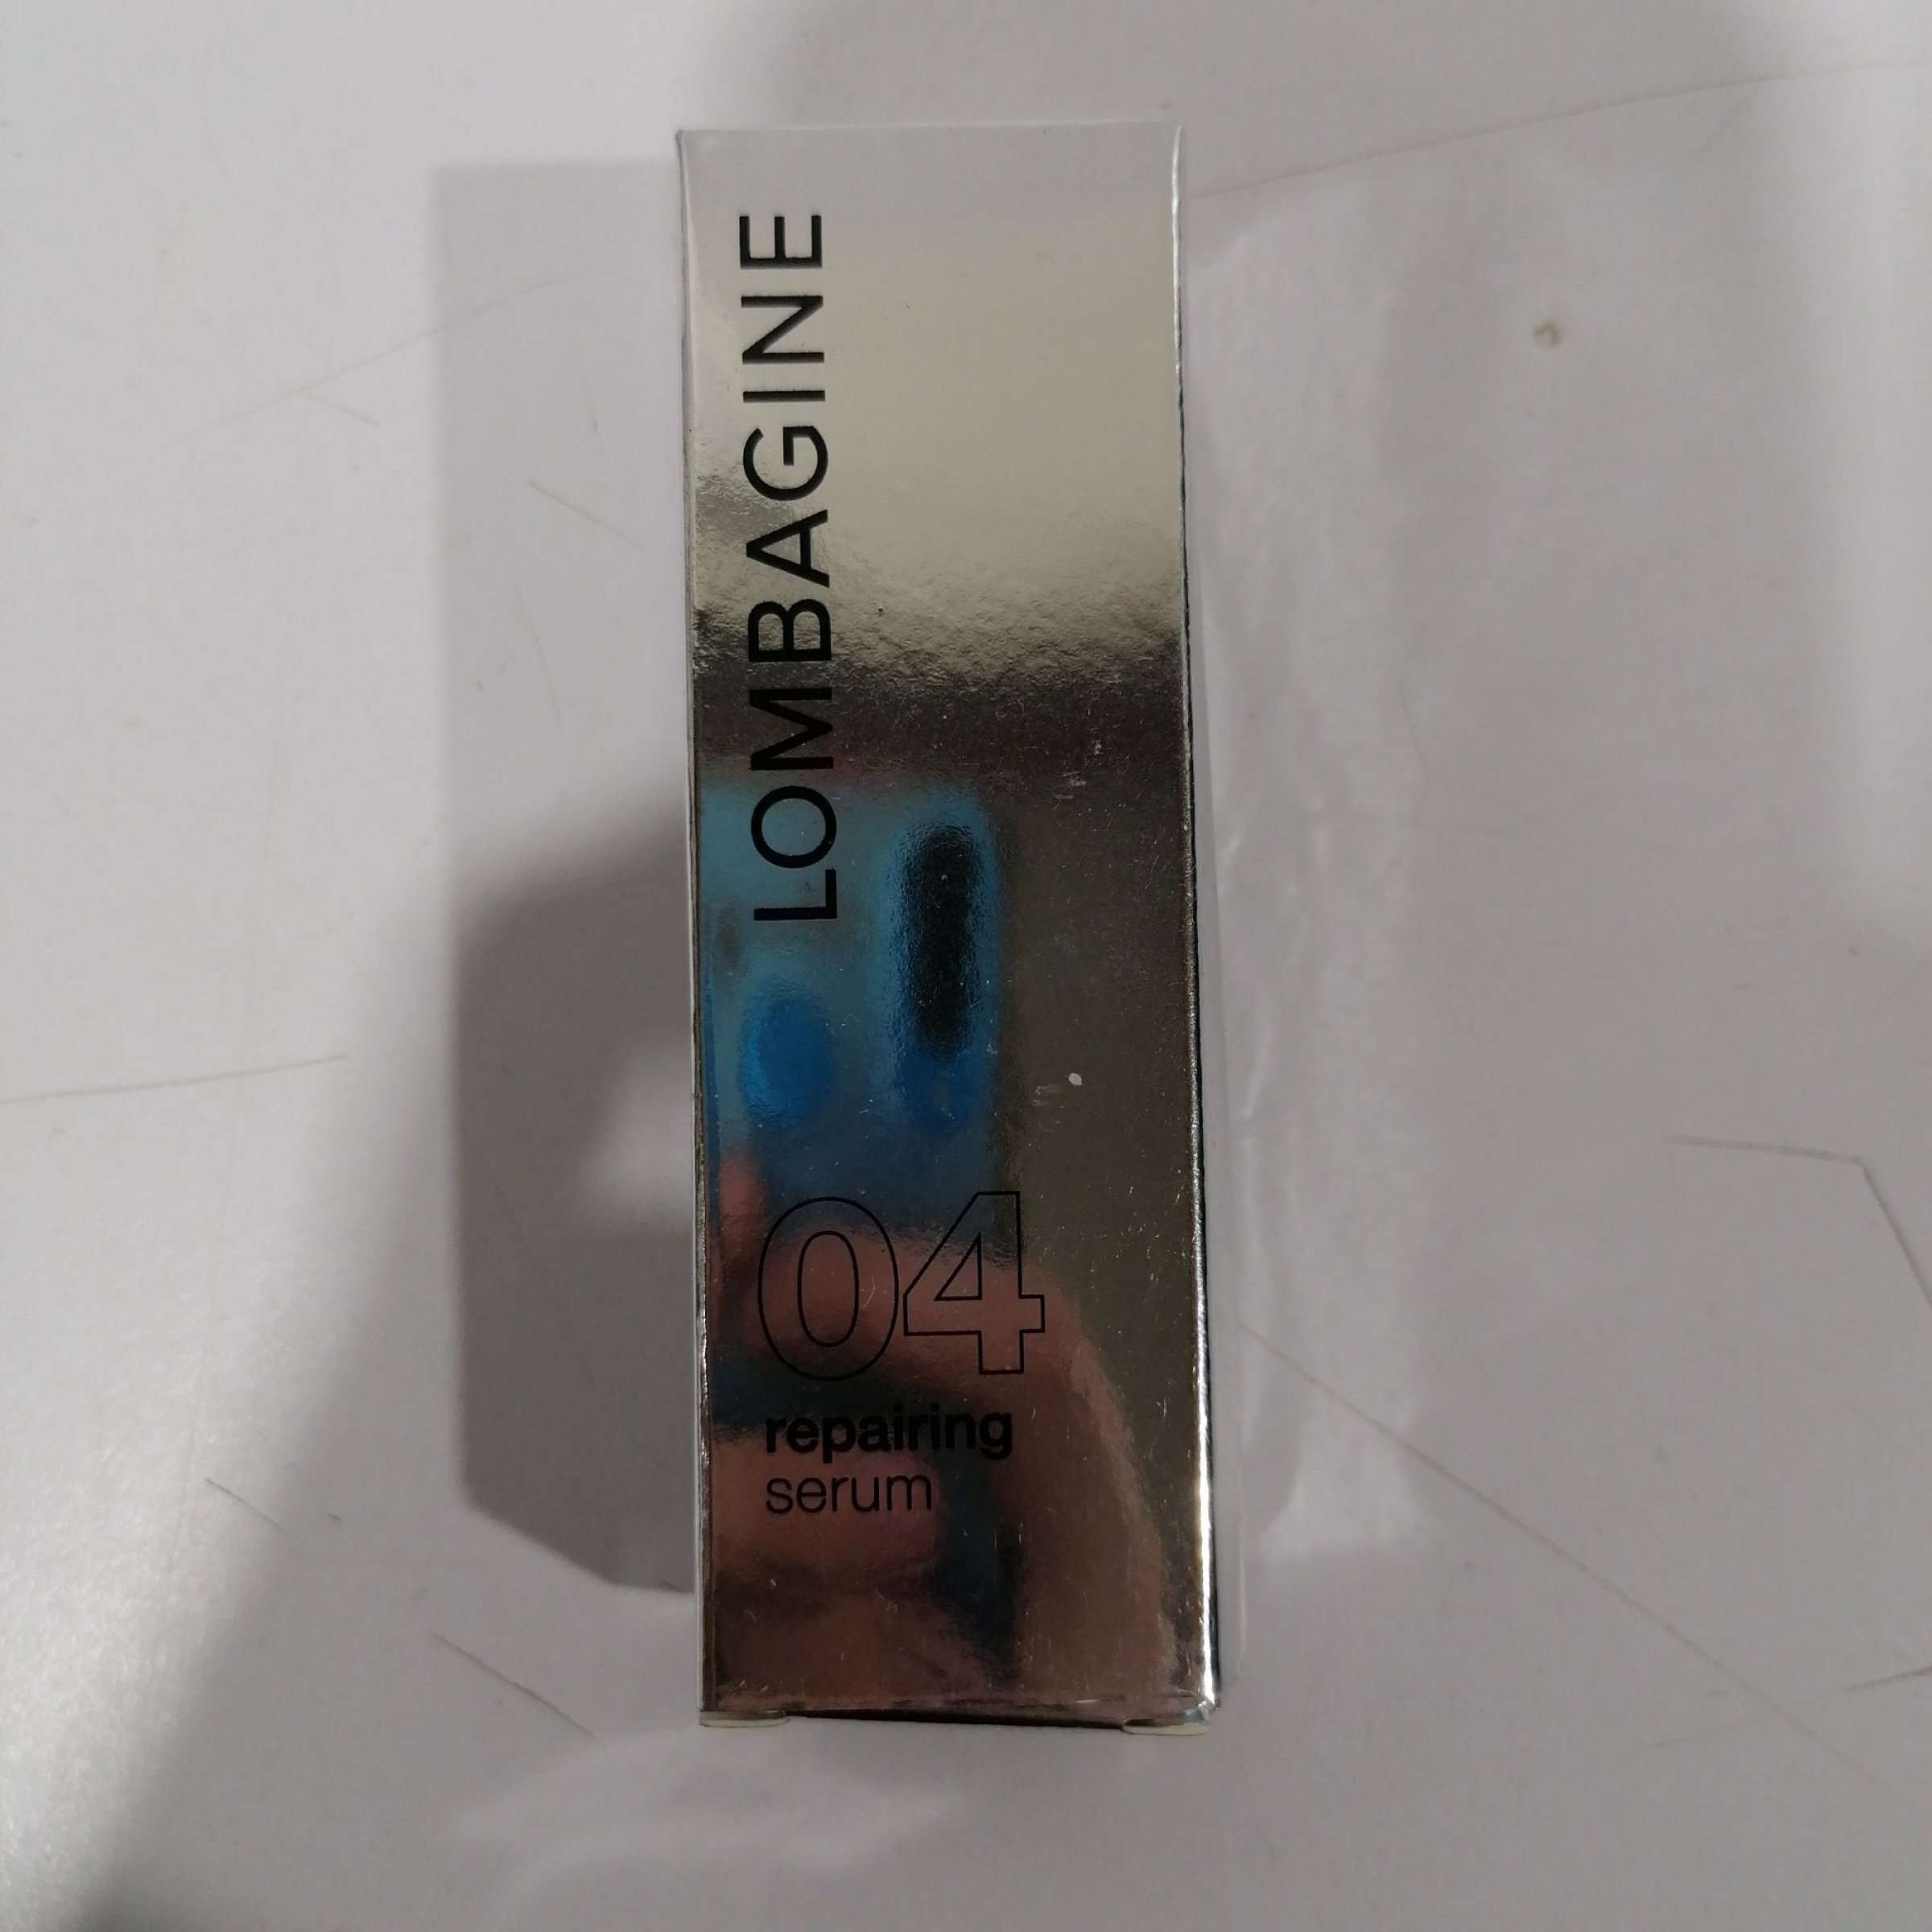 LOMBAGINE
04
repairing
serum